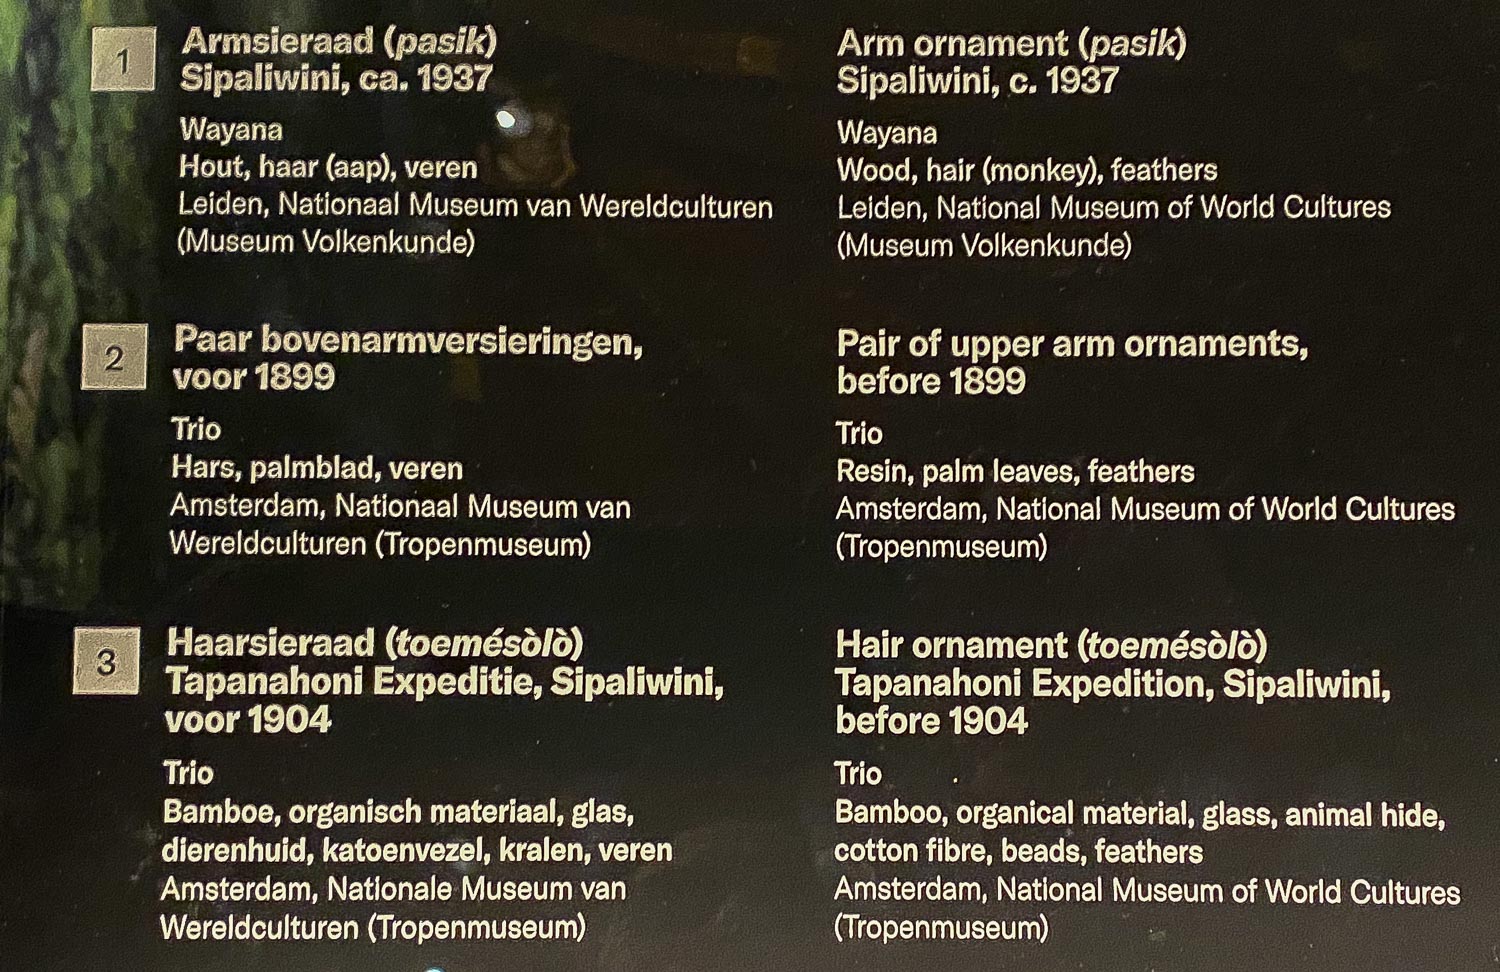 1
Armsieraad (pasik)
Sipaliwini, ca. 1937
Wayana
Hout, haar (aap), veren
Leiden, Nationaal Museum van Wereldculturen
(Museum Volkenkunde)
Arm ornament (pasik)
Sipaliwini, c. 1937
Wayana
Wood, hair (monkey), feathers
Leiden, National Museum of World Cultures
(Museum Volkenkunde)
2
Paar bovenarmversieringen,
voor 1899
Trio
Hars, palmblad, veren
Amsterdam, Nationaal Museum van
Wereldculturen (Tropenmuseum)
Pair of upper arm ornaments,
before 1899
Trio
Resin, palm leaves, feathers
Amsterdam, National Museum of World Cultures
(Tropenmuseum)
3
Haarsieraad (toemésòlò)
Tapanahoni Expeditie, Sipaliwini,
voor 1904
Trio
Bamboe, organisch materiaal, glas,
dierenhuid, katoenvezel, kralen, veren
Amsterdam, Nationale Museum van
Wereldculturen (Tropenmuseum)
Hair ornament (toemésòlò)
Tapanahoni Expedition, Sipaliwini,
before 1904
Trio
Bamboo, organical material, glass, animal hide,
cotton fibre, beads, feathers
Amsterdam, National Museum of World Cultures
(Tropenmuseum)